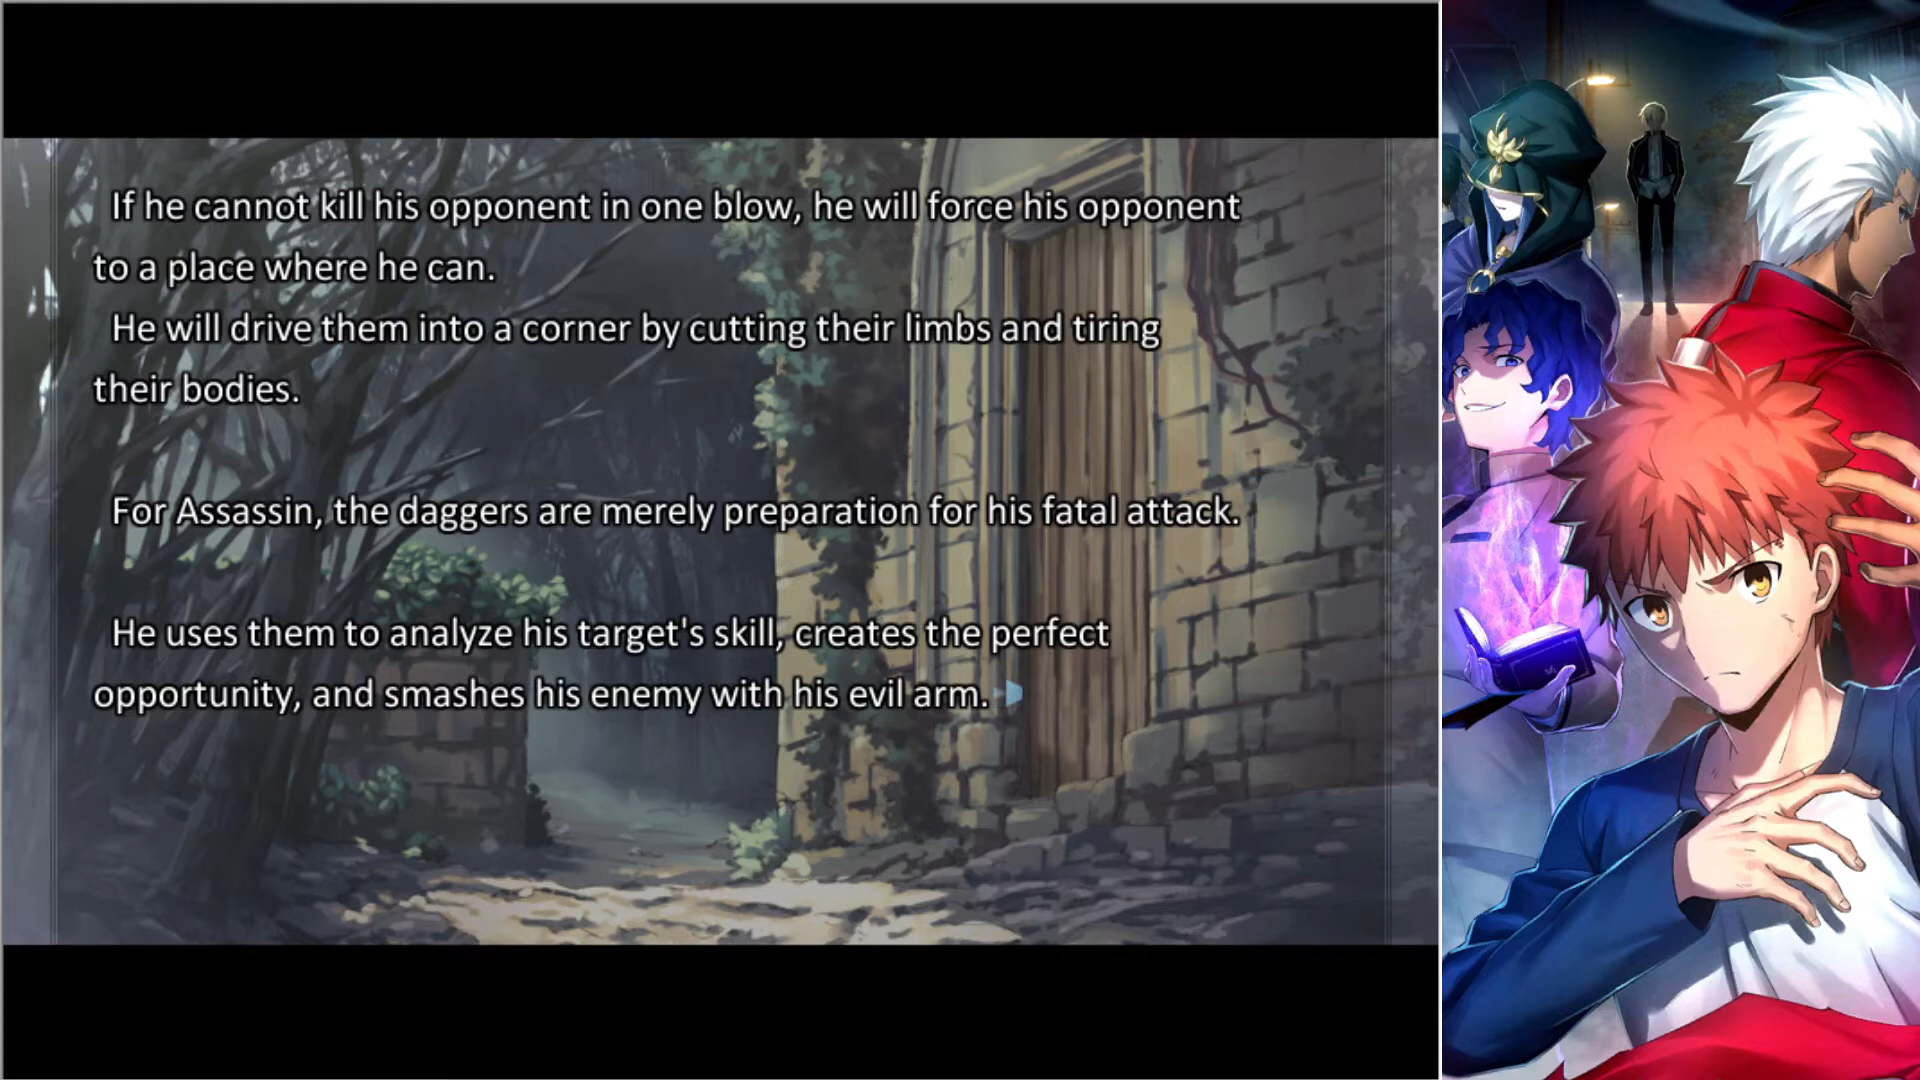 If he cannot kill his opponent in one blow, he will force his opponent
to a place where he can.
He will drive them into a corner by cutting their limbs and tiring
their bodies.
For Assassin, the daggers are merely preparation for his fatal attack.
He uses them to analyze his target's skill, creates the perfect
opportunity, and smashes his enemy with his evil arm.